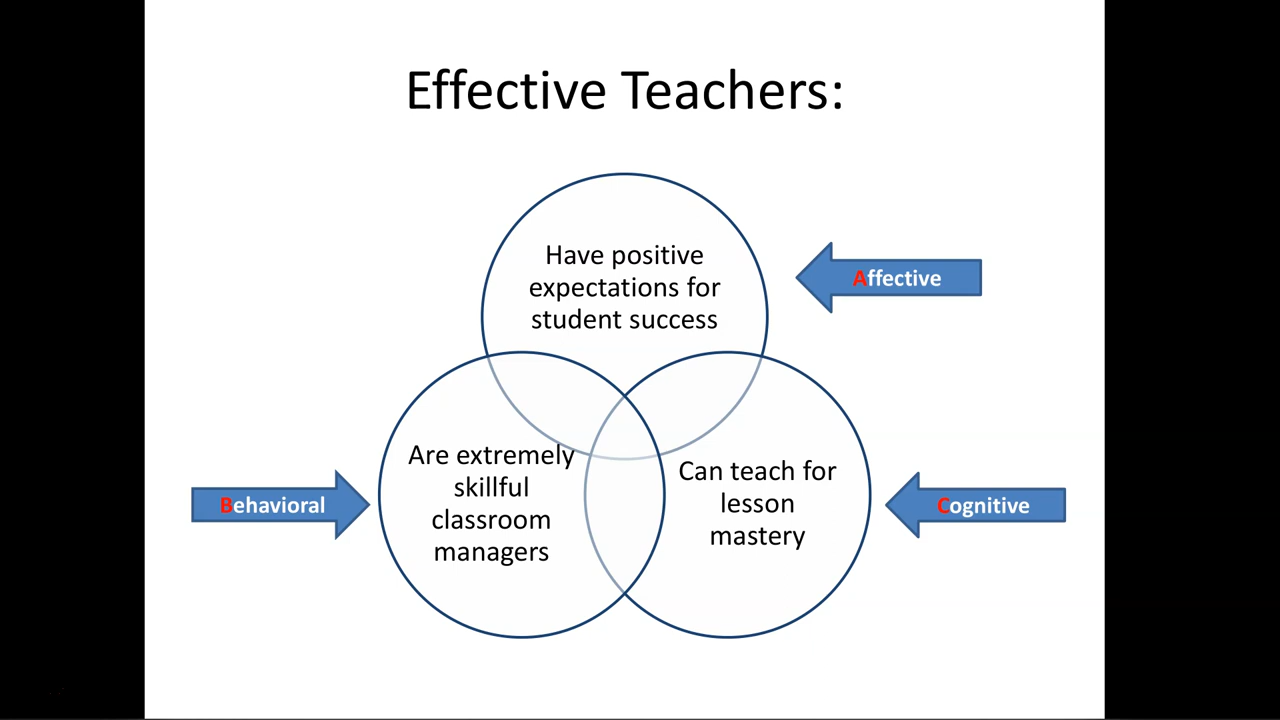 Effective Teachers:
Have positive
expectations for
student success
Affective
Are extremely
skillful
classroom
managers
Behavioral
Can teach for
lesson
mastery
Cognitive